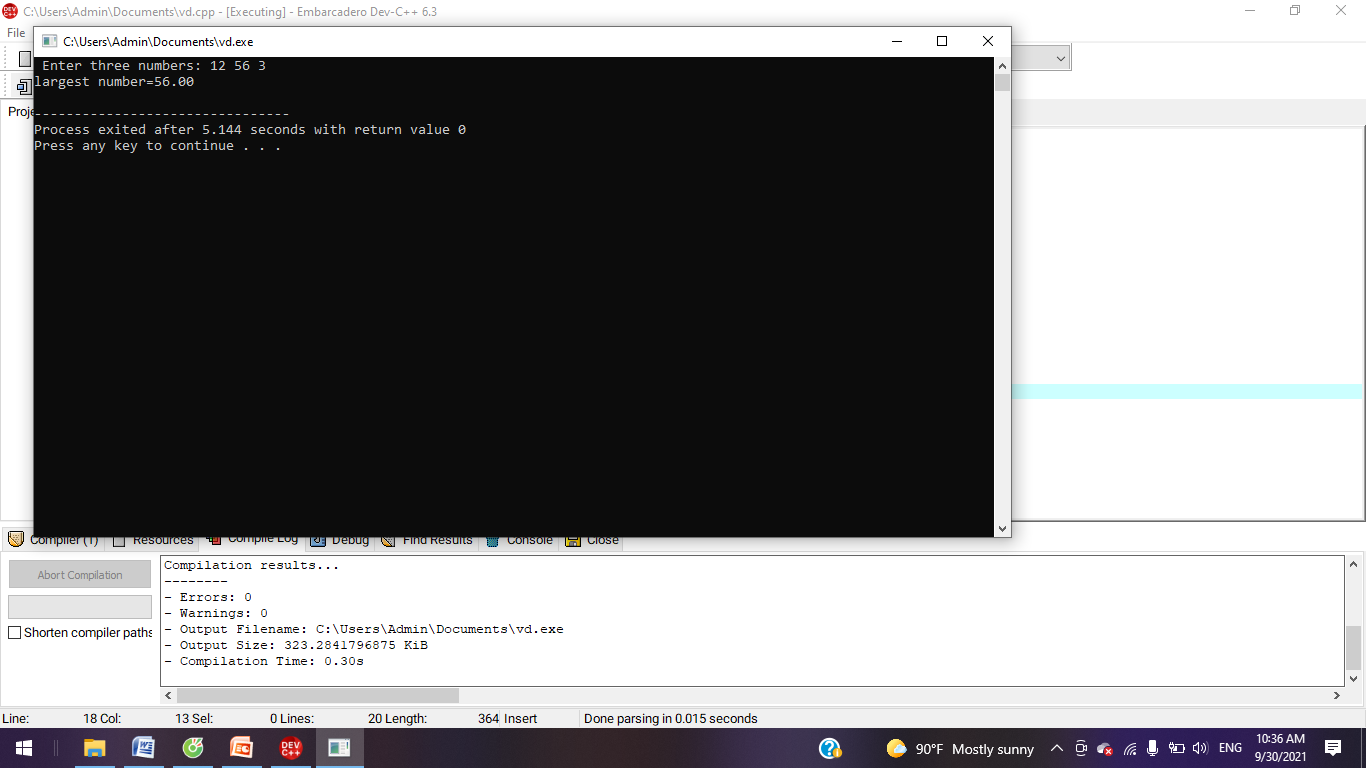 C:\Users\Admin\Documents\vd.cpp - [Executing] - Embarcadero Dev-C++ 6.3
File
C:\Users\Admin\Documents\vd.exe
Enter three numbers: 12 56 3
largest number=56.00
--------------------------------
Process exited after 5.144 seconds with return value 0
Press any key to continue . . .
Proje
Compiler (1) Resources Compile Log Debug Find Results Console Close
Abort Compilation
Shorten compiler paths
Compilation results...
--------
- Errors: 0
- Warnings: 0
- Output Filename: C:\Users\Admin\Documents\vd.exe
- Output Size: 323.2841796875 KiB
- Compilation Time: 0.30s
Line: 18 Col: 13 Sel: 0 Lines: 20 Length: 364 Insert Done parsing in 0.015 seconds
DEV C++ 90°F Mostly sunny ENG 10:36 AM
9/30/2021